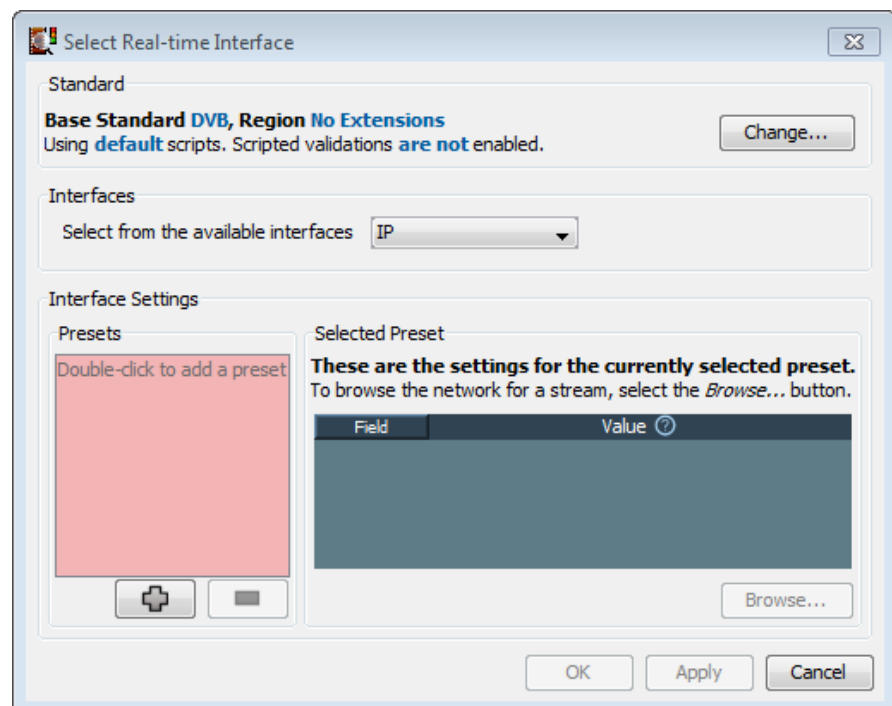 Select Real-time Interface
Standard
Base Standard DVB, Region No Extensions
Using default scripts. Scripted validations are not enabled.
Change...
Interfaces
Select from the available interfaces
IP
Interface Settings
Presets
Double-click to add a preset
Selected Preset
These are the settings for the currently selected preset.
To browse the network for a stream, select the Browse... button.
Field
Value ?
Browse...
OK
Apply
Cancel